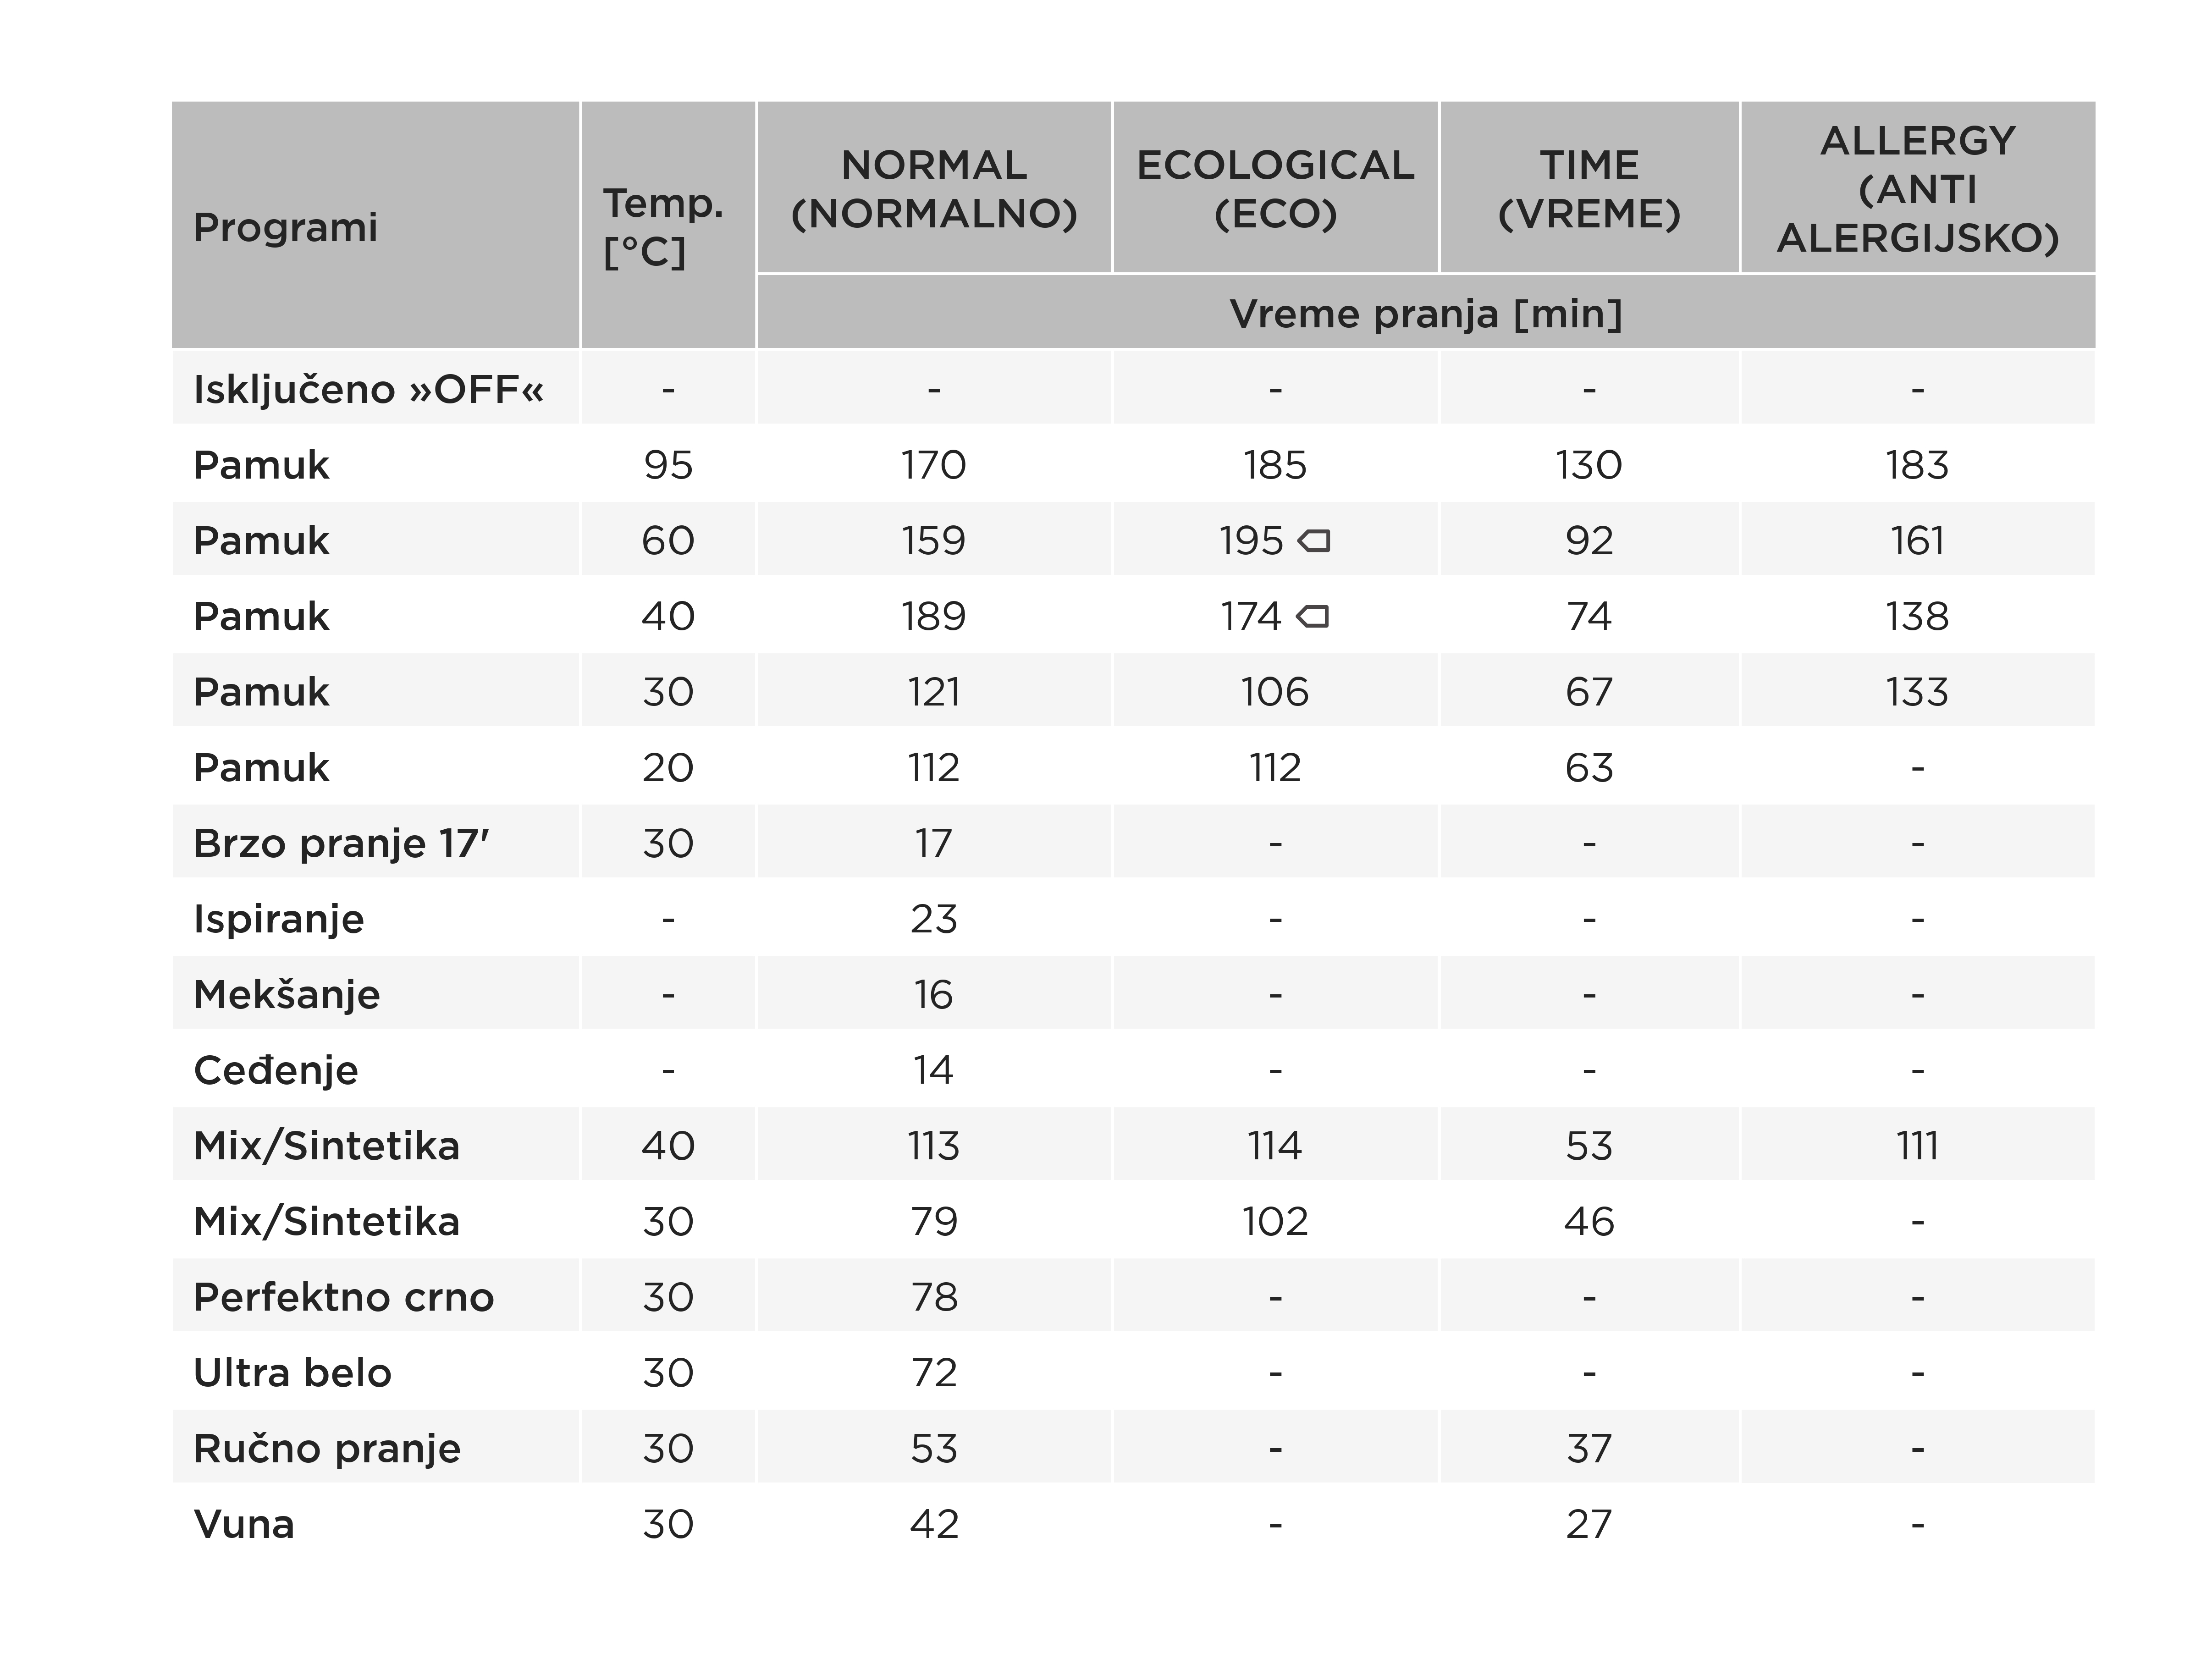 Programi
Temp.
[°C]
NORMAL
(NORMALNO)
ECOLOGICAL
(ECO)
TIME
(VREME)
ALLERGY
(ANTI
ALERGIJSKO)
Vreme pranja [min]
Isključeno »OFF« - - - - -
Pamuk 95 170 185 130 183
Pamuk 60 159 195 92 161
Pamuk 40 189 174 74 138
Pamuk 30 121 106 67 133
Pamuk 20 112 112 63 -
Brzo pranje 17' 30 17 - - -
Ispiranje - 23 - - -
Mekšanje - 16 - - -
Ceđenje - 14 - - -
Mix/Sintetika 40 113 114 53 111
Mix/Sintetika 30 79 102 46 -
Perfektno crno 30 78 - - -
Ultra belo 30 72 - - -
Ručno pranje 30 53 - 37 -
Vuna 30 42 - 27 -